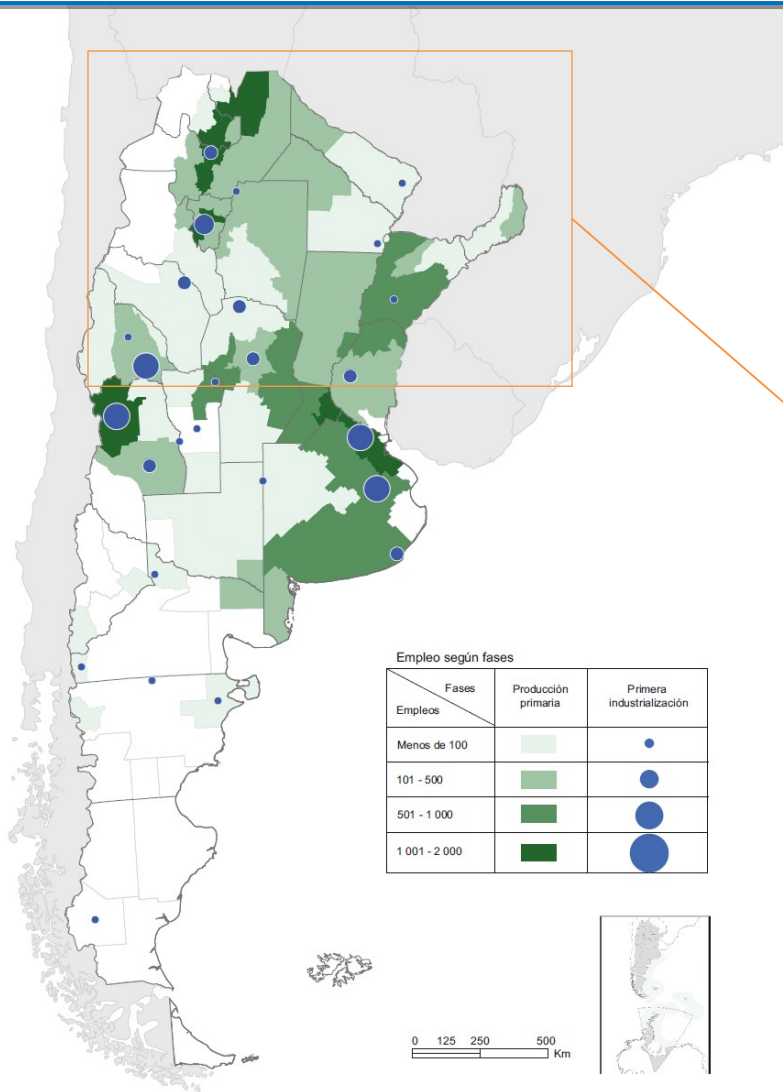 Empleo según fases
Fases
Empleos
Producción
primaria
Primera
industrialización
Menos de 100
101 - 500
501 - 1 000
1 001 - 2 000
0 125 250 500
Km